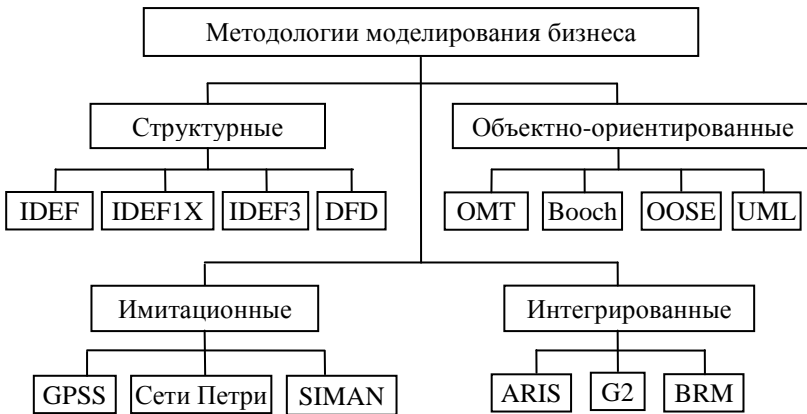 Методологии моделирования бизнеса
Структурные
Объектно-ориентированные
IDEF
IDEF1X
IDEF3
DFD
OMT
Booch
OOSE
UML
Имитационные
Интегрированные
GPSS
Сети Петри
SIMAN
ARIS
G2
BRM